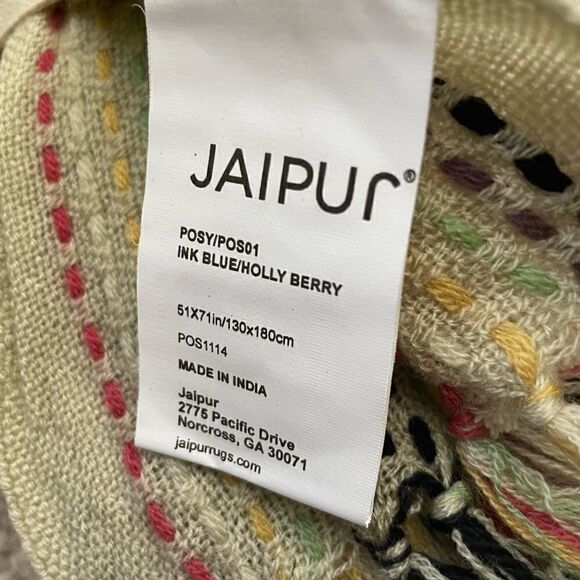 JAIPUR®
POSY/POS01
INK BLUE/HOLLY BERRY
51X71in/130x180cm
POS1114
MADE IN INDIA
Jaipur
2775 Pacific Drive
Norcross, GA 30071
jaipurrugs.com